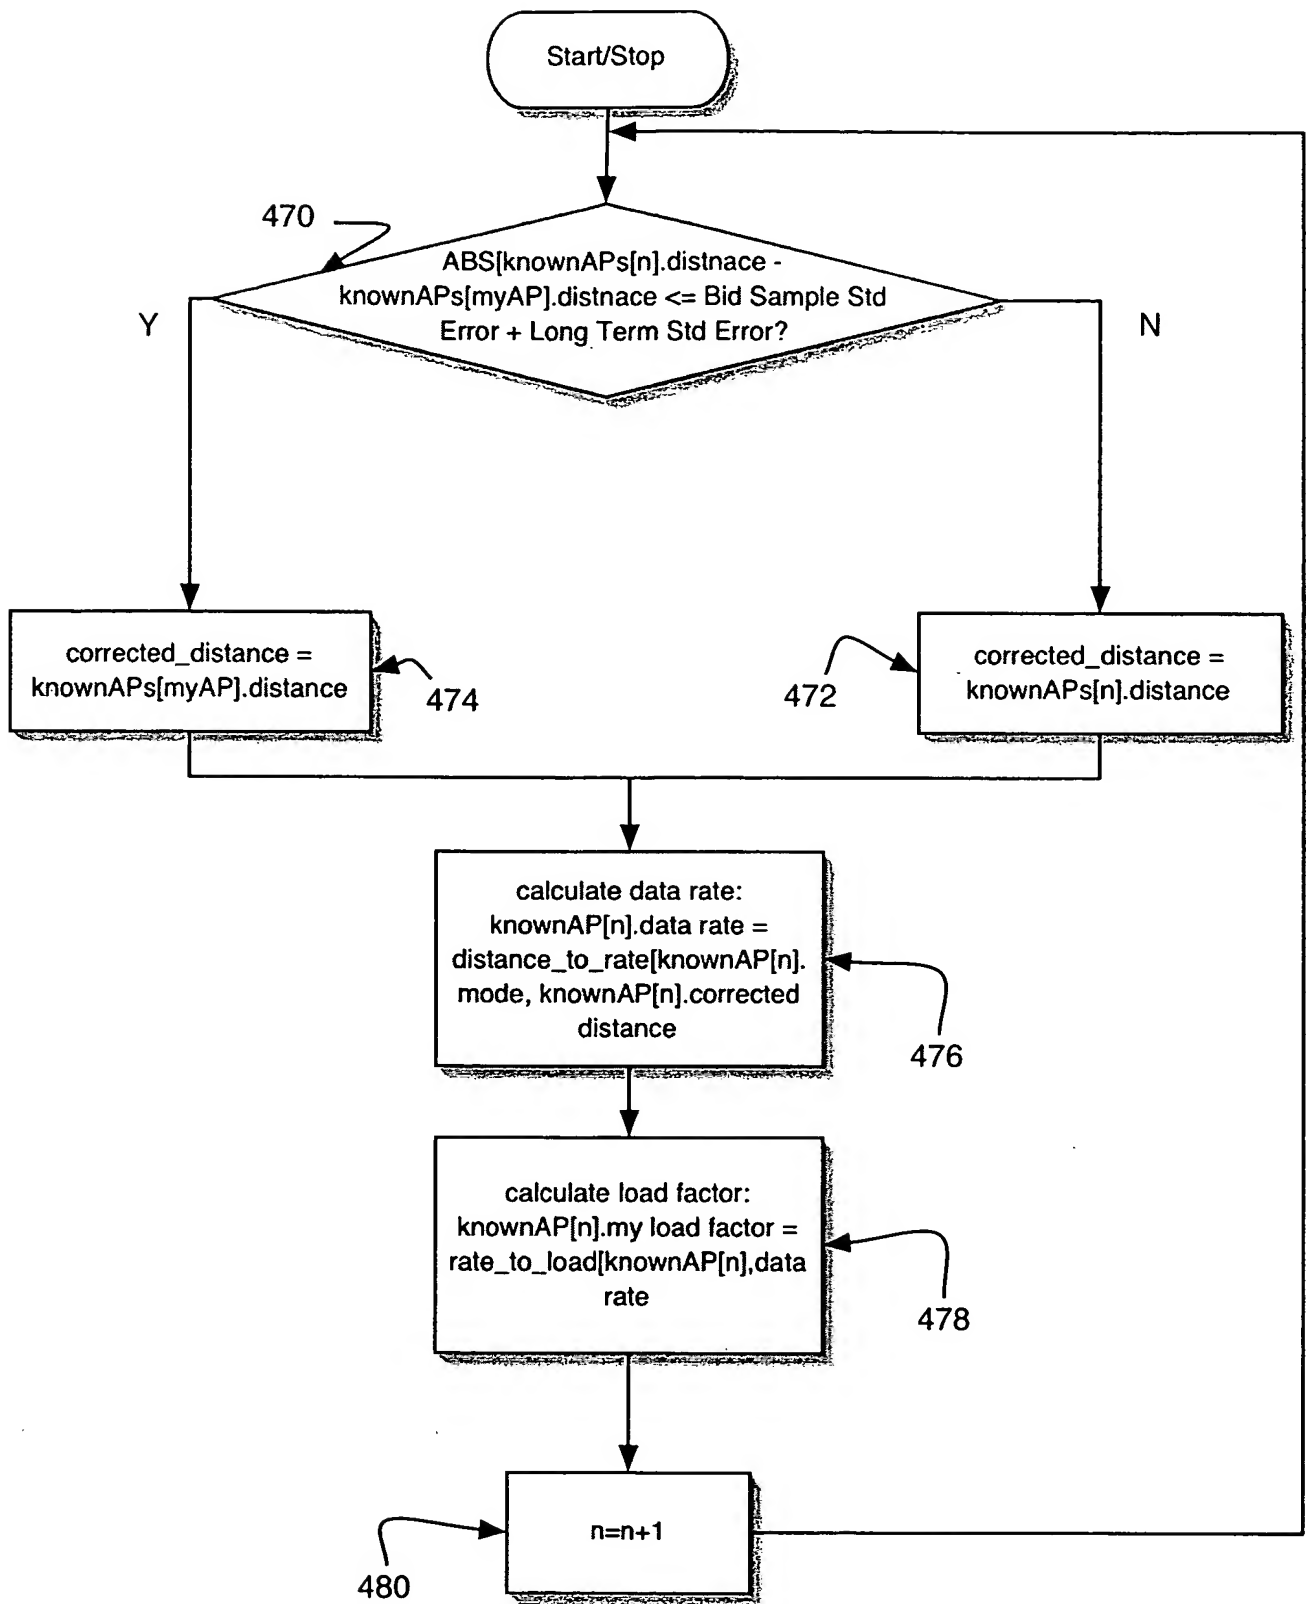 Start/Stop
470
ABS[knownAPs[n].distnace -
knownAPs[myAP].distnace <= Bid Sample Std
Error + Long Term Std Error?
Y
N
corrected_distance =
knownAPs[myAP].distance
474
472
corrected_distance =
knownAPs[n].distance
calculate data rate:
knownAP[n].data rate =
distance_to_rate[knownAP[n].
mode, knownAP[n].corrected
distance
476
calculate load factor:
knownAP[n].my load factor =
rate_to_load[knownAP[n],data
rate
478
n=n+1
480